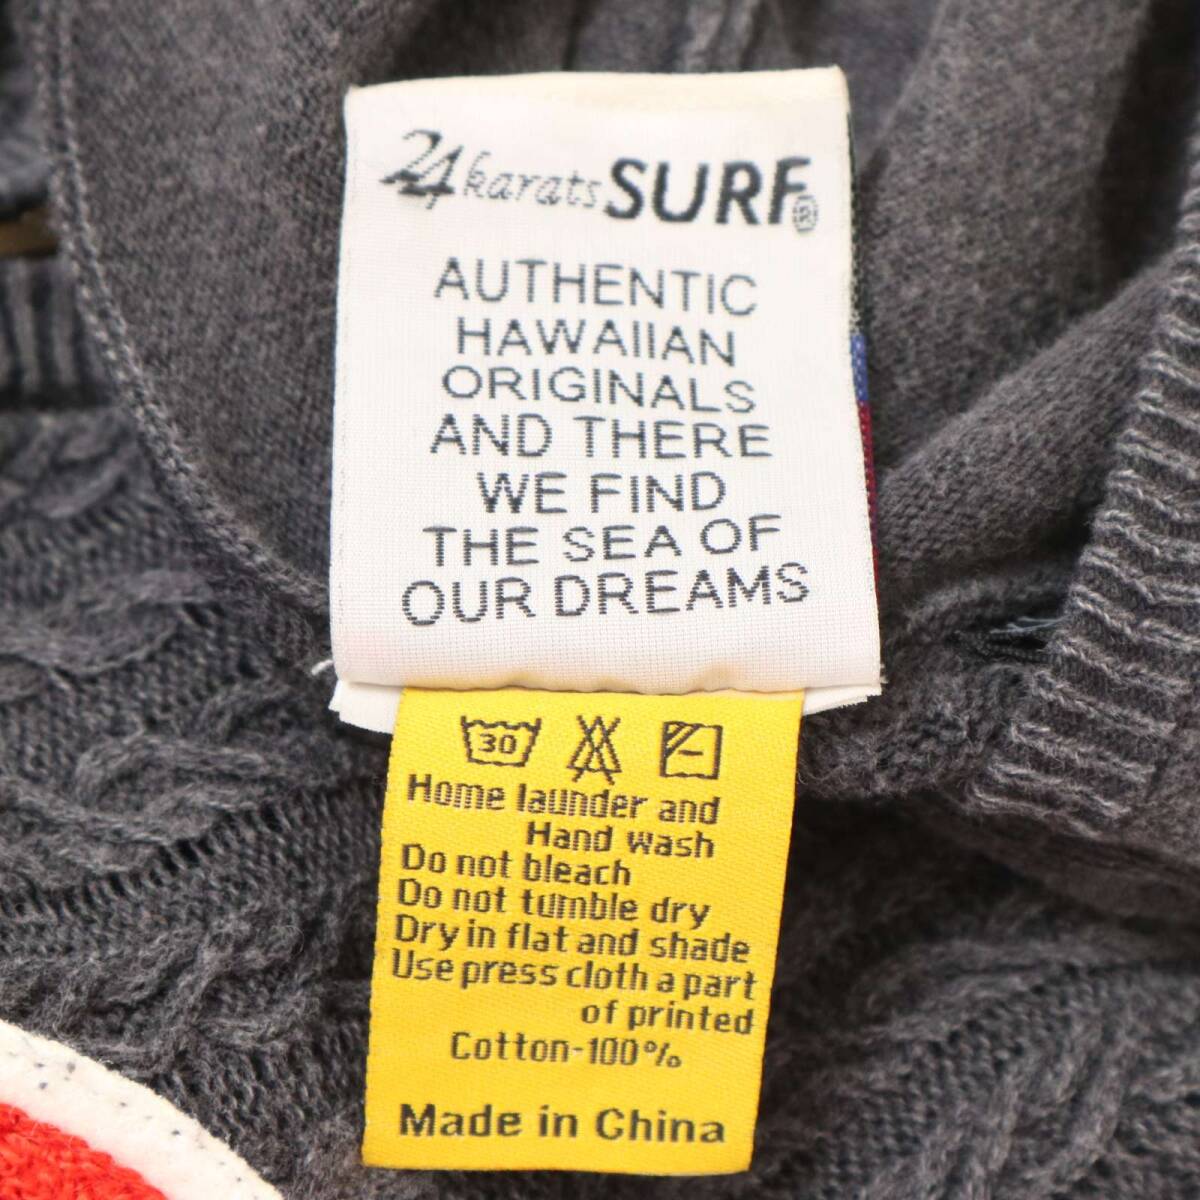 24karats SURF®
AUTHENTIC
HAWAIIAN
ORIGINALS
AND THERE
WE FIND
THE SEA OF
OUR DREAMS
30
Home launder and
Hand wash
Do not bleach
Do not tumble dry
Dry in flat and shade
Use press cloth a part
of printed
Cotton-100%
Made in China